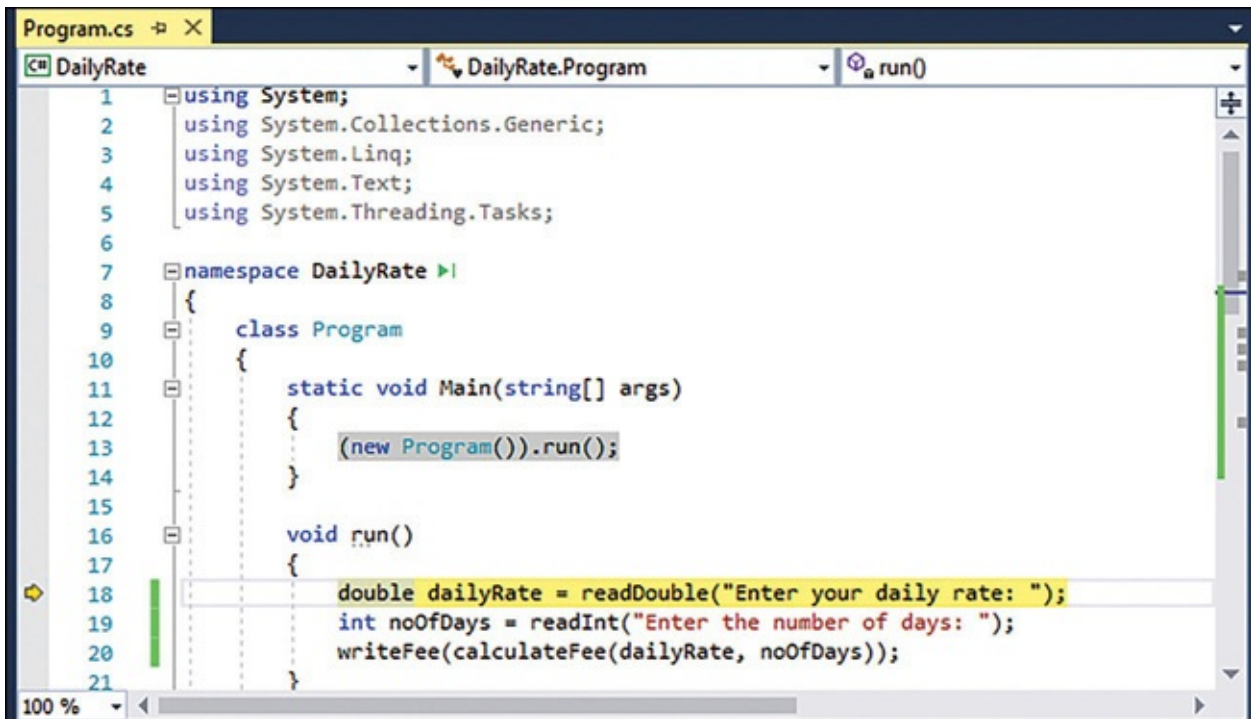 Program.cs
DailyRate DailyRate.Program run()
1 using System;
2 using System.Collections.Generic;
3 using System.Linq;
4 using System.Text;
5 using System.Threading.Tasks;
6
7 namespace DailyRate
8 {
9 class Program
10 {
11 static void Main(string[] args)
12 {
13 (new Program()).run();
14 }
15
16 void run()
17 {
18 double dailyRate = readDouble("Enter your daily rate: ");
19 int noOfDays = readInt("Enter the number of days: ");
20 writeFee(calculateFee(dailyRate, noOfDays));
21 }
100 %